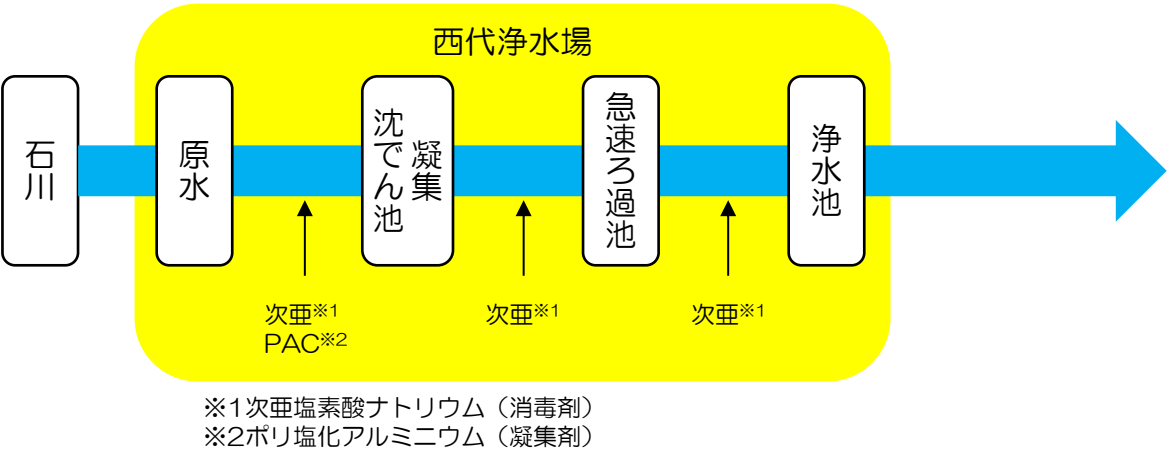 西代浄水場
石川
原水
凝集
沈でん池
急速ろ過池
浄水池
次亜※1
PAC※2
次亜※1
次亜※1
※1次亜塩素酸ナトリウム（消毒剤）
※2ポリ塩化アルミニウム（凝集剤）